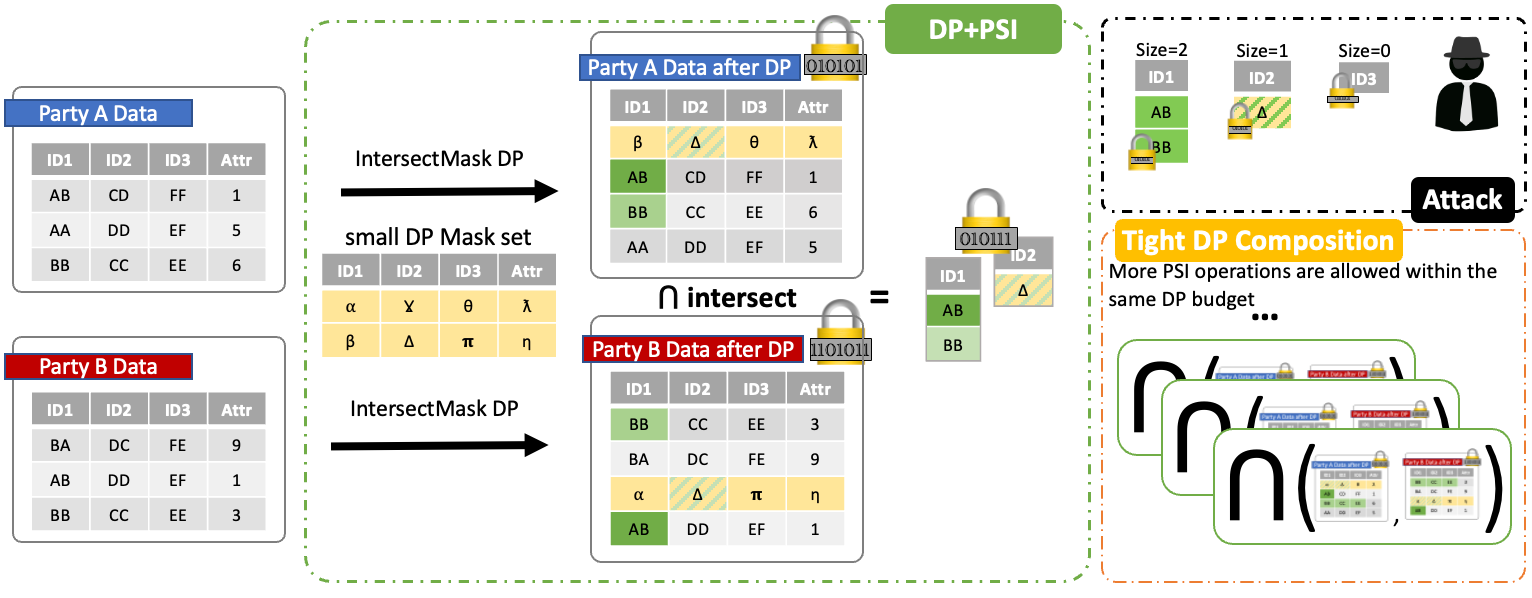 Party A Data
ID1 ID2 ID3 Attr
AB CD FF 1
AA DD EF 5
BB CC EE 6
Party B Data
ID1 ID2 ID3 Attr
BA DC FE 9
AB DD EF 1
BB CC EE 3
DP+PSI
IntersectMask DP
small DP Mask set
ID1 ID2 ID3 Attr
α ɤ θ ƛ
β Δ π η
IntersectMask DP
010101
Party A Data after DP
ID1 ID2 ID3 Attr
β Δ θ ƛ
AB CD FF 1
BB CC EE 6
AA DD EF 5
∩ intersect =
1101011
Party B Data after DP
ID1 ID2 ID3 Attr
BB CC EE 3
BA DC FE 9
α Δ π η
AB DD EF 1
010111
ID2
Δ
ID1
AB
BB
Size=2 Size=1 Size=0
ID1 ID2 ID3
AB Δ
BB
Attack
Tight DP Composition
More PSI operations are allowed within the
same DP budget
...
∩ ( Party A Data after DP Party B Data after DP
∩ ( Party A Data after DP Party B Data after DP )
∩ ( Party A Data after DP , Party B Data after DP )